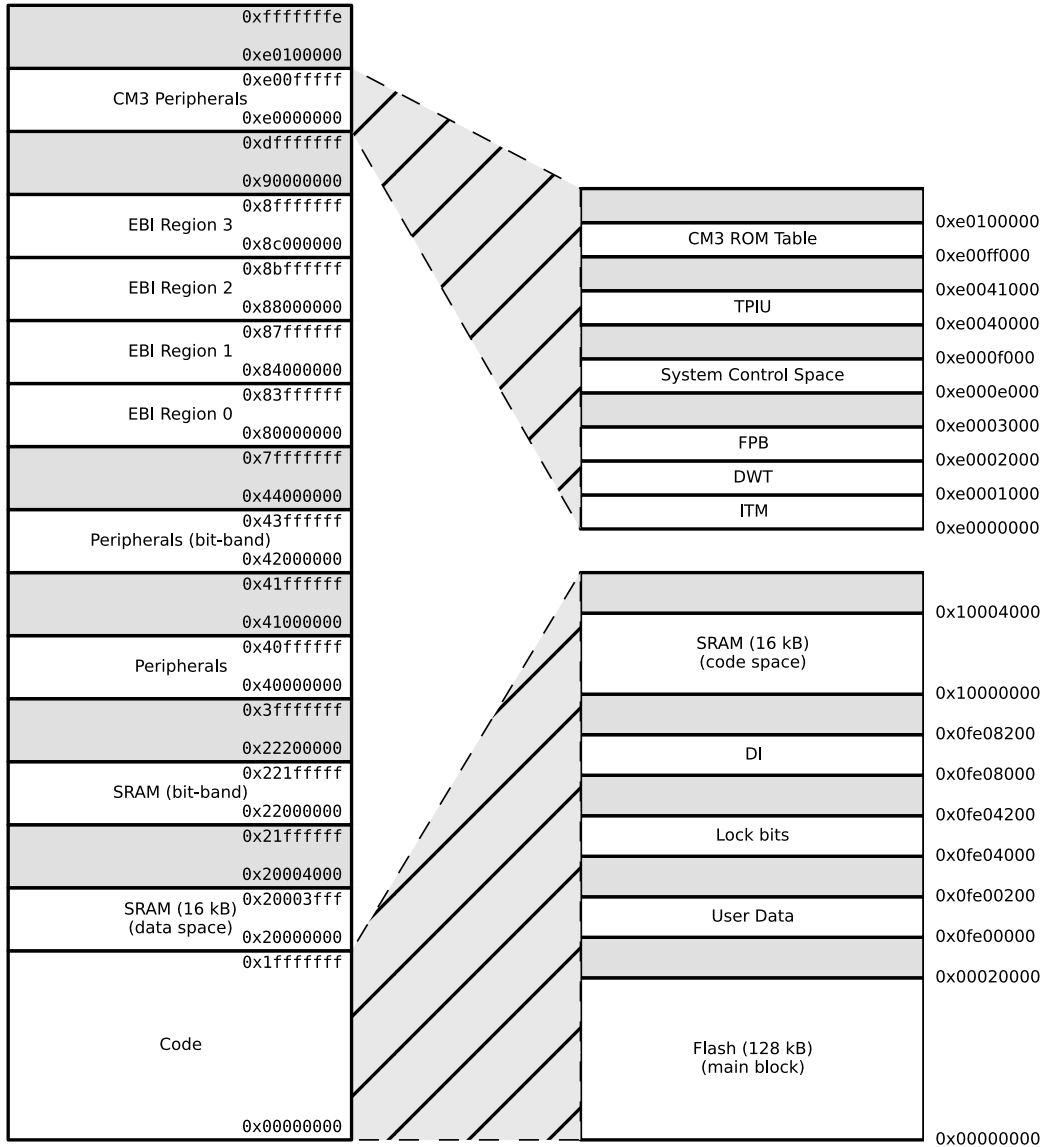 0xfffffffe
0xe0100000
0xe00fffff
CM3 Peripherals
0xe0000000
0xdfffffff
0x90000000
0x8fffffff
EBI Region 3
0x8c000000
0x8bffffff
EBI Region 2
0x88000000
0x87ffffff
EBI Region 1
0x84000000
0x83ffffff
EBI Region 0
0x80000000
0x7fffffff
0x44000000
0x43ffffff
Peripherals (bit-band)
0x42000000
0x41ffffff
0x41000000
0x40ffffff
Peripherals
0x40000000
0x3fffffff
0x22200000
0x221fffff
SRAM (bit-band)
0x22000000
0x21ffffff
0x20004000
0x20003fff
SRAM (16 kB)
(data space)
0x20000000
0x1fffffff
Code
0x00000000
0xe0100000
CM3 ROM Table
0xe00ff000
0xe0041000
TPIU
0xe0040000
0xe000f000
System Control Space
0xe000e000
0xe0003000
FPB
0xe0002000
DWT
0xe0001000
ITM
0xe0000000
0x10004000
SRAM (16 kB)
(code space)
0x10000000
0x0fe08200
DI
0x0fe08000
0x0fe04200
Lock bits
0x0fe04000
0x0fe00200
User Data
0x0fe00000
0x00020000
Flash (128 kB)
(main block)
0x00000000